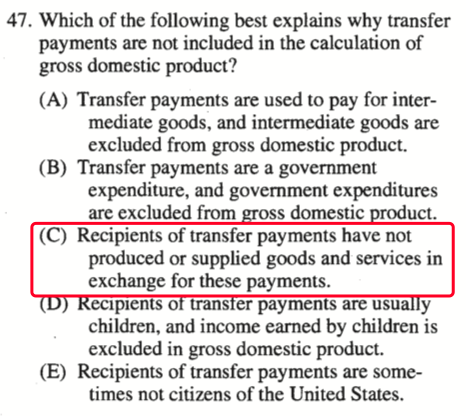 47. Which of the following best explains why transfer
payments are not included in the calculation of
gross domestic product?
(A) Transfer payments are used to pay for inter-
mediate goods, and intermediate goods are
excluded from gross domestic product.
(B) Transfer payments are a government
expenditure, and government expenditures
are excluded from gross domestic product.
(C) Recipients of transfer payments have not
produced or supplied goods and services in
exchange for these payments.
(D) Recipients of transfer payments are usually
children, and income earned by children is
excluded in gross domestic product.
(E) Recipients of transfer payments are some-
times not citizens of the United States.